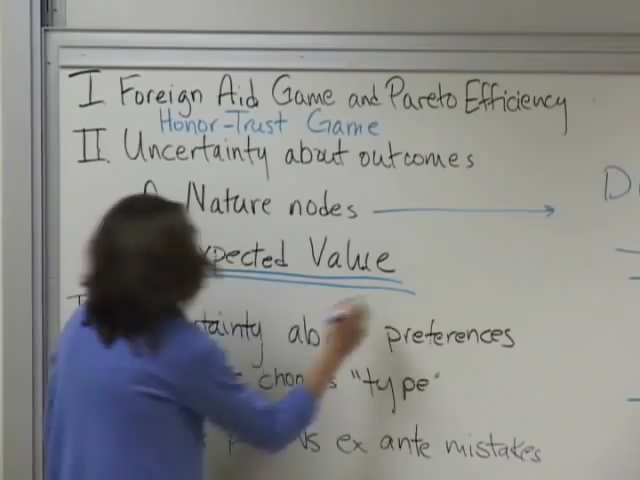 I Foreign Aid Game and Pareto Efficiency
Honor-Trust Game
II. Uncertainty about outcomes
Nature nodes
Expected Value
preferences
"type"
ex ante mistakes